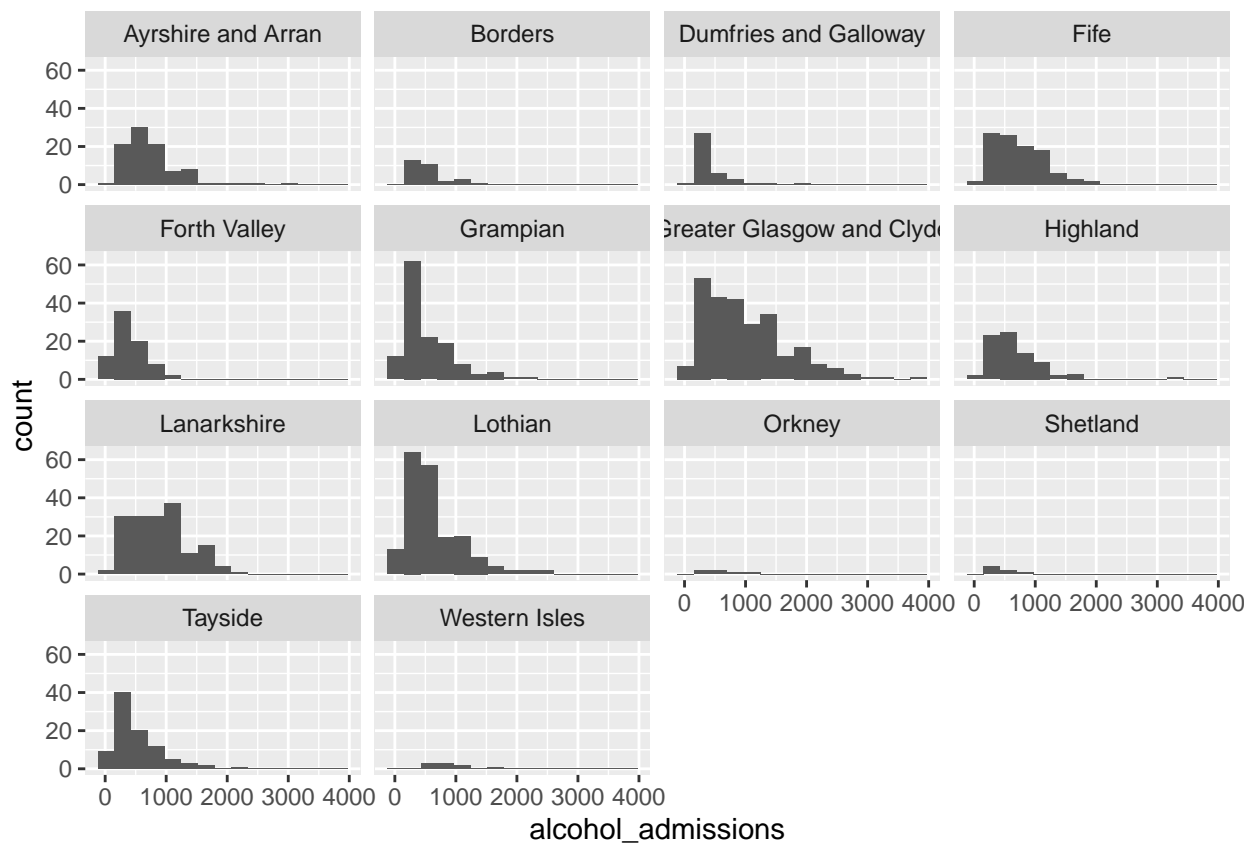 Ayrshire and Arran Borders Dumfries and Galloway Fife
60
40
20
0
Forth Valley Grampian Greater Glasgow and Clyde Highland
60
40
20
0
Lanarkshire Lothian Orkney Shetland
60
40
20
0
0 1000 2000 3000 4000 0 1000 2000 3000 4000
Tayside Western Isles
60
40
20
0
0 1000 2000 3000 4000 0 1000 2000 3000 4000
count
alcohol_admissions